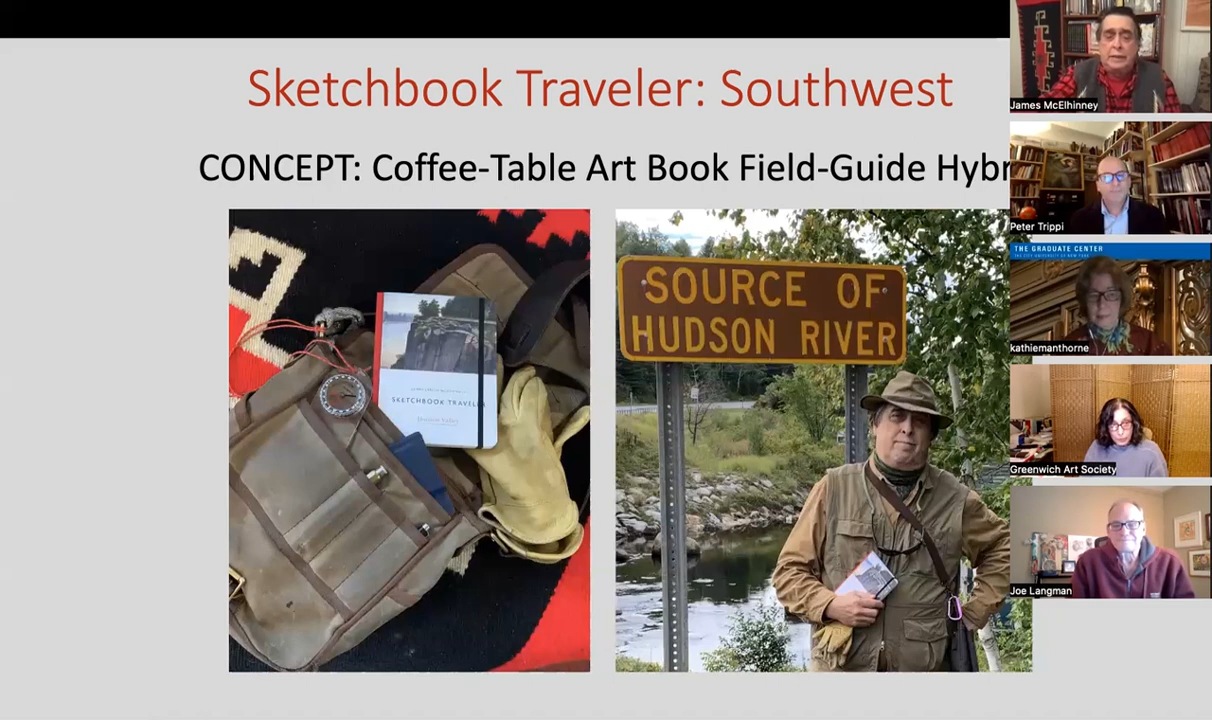 Sketchbook Traveler: Southwest
CONCEPT: Coffee-Table Art Book Field-Guide Hybr
SKETCHBOOK TRAVELER
SOURCE OF
HUDSON RIVER
James McElhinney
Peter Trippi
THE GRADUATE CENTER
kathiemanthorne
Greenwich Art Society
Joe Langman